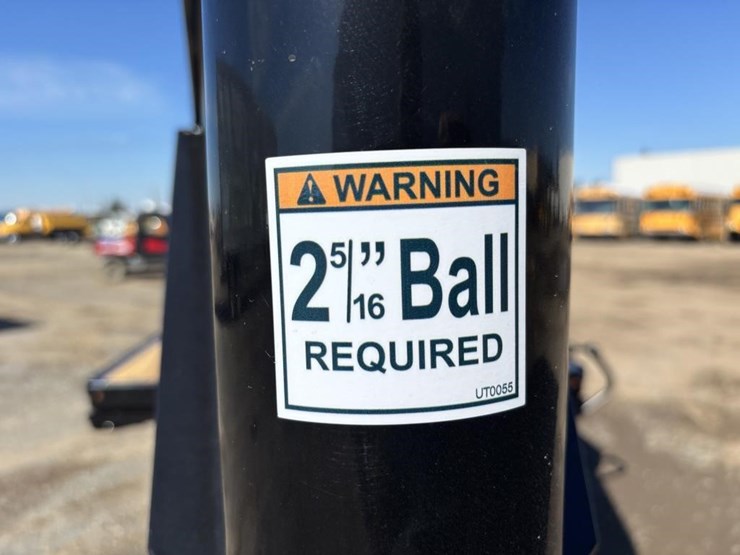 ⚠ WARNING
2 5/16" Ball
REQUIRED
UT0055